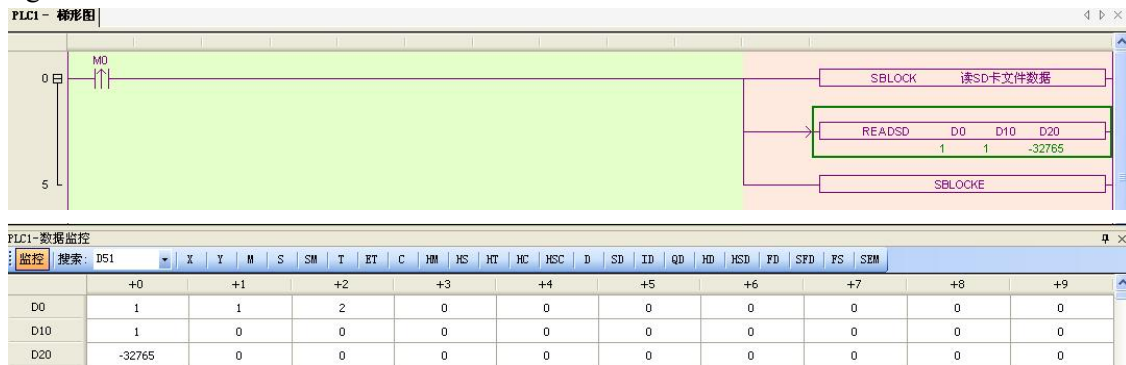 PLC1 - 梯形图
M0
0
SBLOCK 读SD卡文件数据
READSD D0 D10 D20
1 1 -32765
5
SBLOCKE
PLC1-数据监控
监控 搜索: D51 X Y M S SM T ET C HM HS HT HC HSC D SD ID QD HD HSD FD SFD FS SEM
+0 +1 +2 +3 +4 +5 +6 +7 +8 +9
D0 1 1 2 0 0 0 0 0 0 0
D10 1 0 0 0 0 0 0 0 0 0
D20 -32765 0 0 0 0 0 0 0 0 0